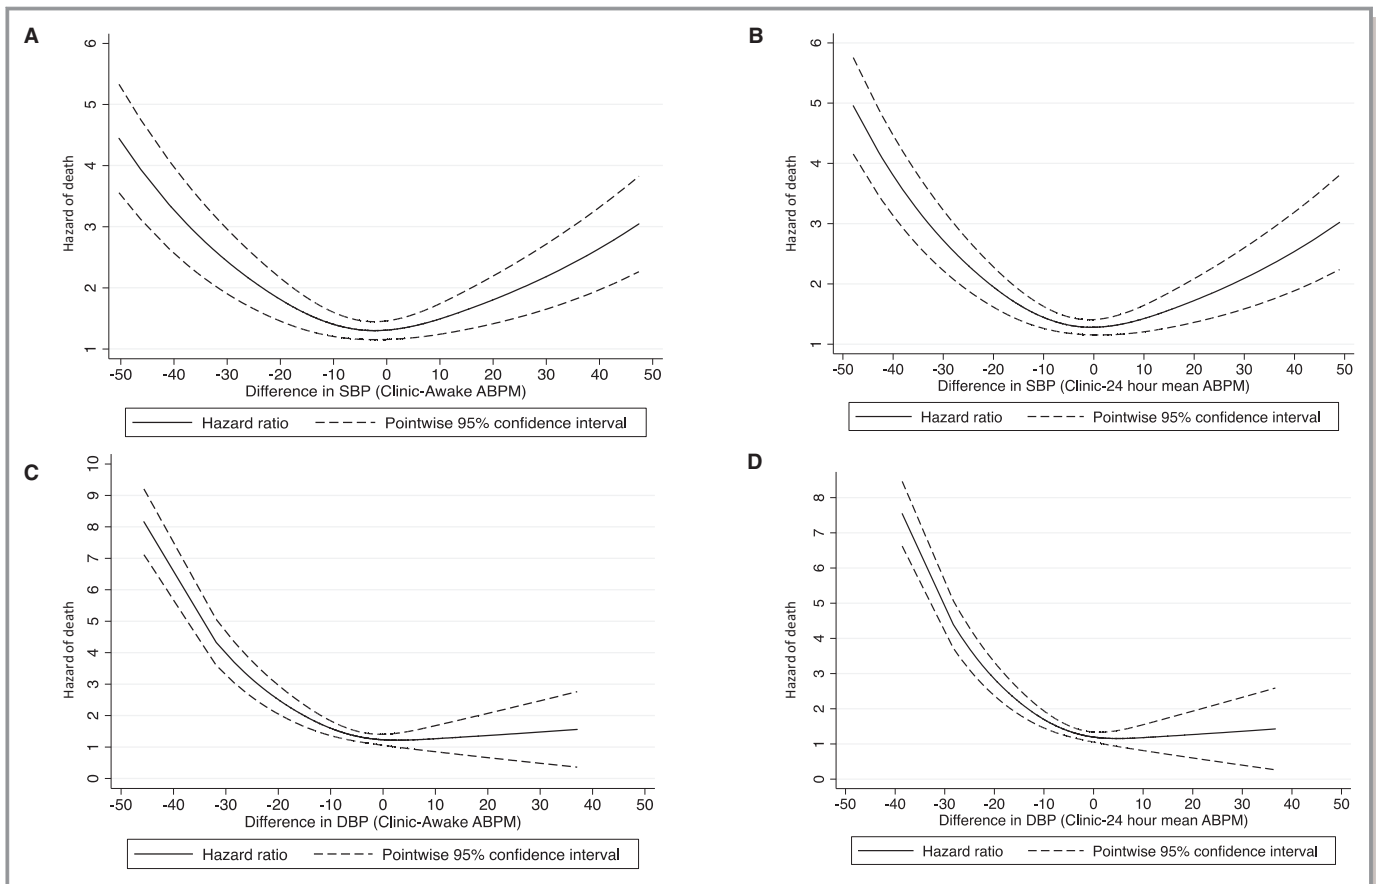 A
6
5
4
3
2
1
Hazard of death
-50 -40 -30 -20 -10 0 10 20 30 40 50
Difference in SBP (Clinic-Awake ABPM)
Hazard ratio Pointwise 95% confidence interval
B
6
5
4
3
2
1
Hazard of death
-50 -40 -30 -20 -10 0 10 20 30 40 50
Difference in SBP (Clinic-24 hour mean ABPM)
Hazard ratio Pointwise 95% confidence interval
C
10
9
8
7
6
5
4
3
2
1
0
Hazard of death
-50 -40 -30 -20 -10 0 10 20 30 40 50
Difference in DBP (Clinic-Awake ABPM)
Hazard ratio Pointwise 95% confidence interval
D
8
7
6
5
4
3
2
1
0
Hazard of death
-50 -40 -30 -20 -10 0 10 20 30 40 50
Difference in DBP (Clinic-24 hour mean ABPM)
Hazard ratio Pointwise 95% confidence interval